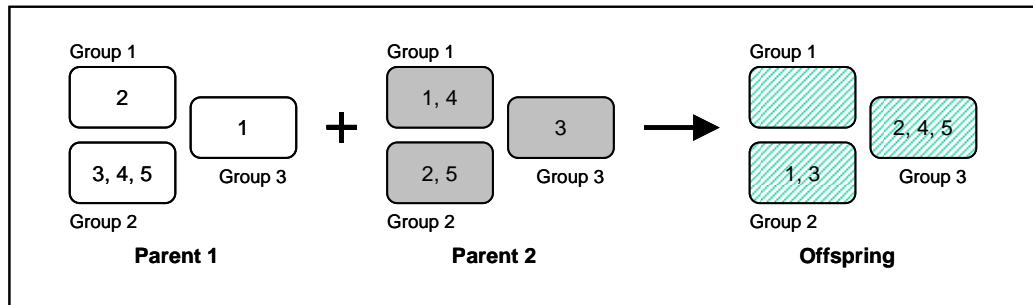 Group 1
2
1
3, 4, 5
Group 3
Group 2
Parent 1
+
Group 1
1, 4
3
2, 5
Group 3
Group 2
Parent 2
Group 1
2, 4, 5
1, 3
Group 3
Group 2
Offspring